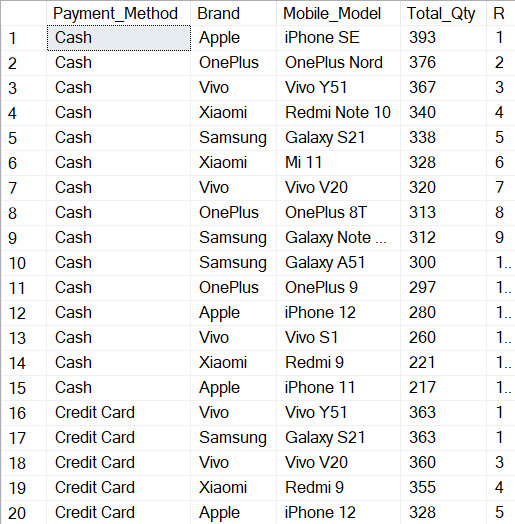 Payment_Method Brand Mobile_Model Total_Qty R
1 Cash Apple iPhone SE 393 1
2 Cash OnePlus OnePlus Nord 376 2
3 Cash Vivo Vivo Y51 367 3
4 Cash Xiaomi Redmi Note 10 340 4
5 Cash Samsung Galaxy S21 338 5
6 Cash Xiaomi Mi 11 328 6
7 Cash Vivo Vivo V20 320 7
8 Cash OnePlus OnePlus 8T 313 8
9 Cash Samsung Galaxy Note ... 312 9
10 Cash Samsung Galaxy A51 300 1..
11 Cash OnePlus OnePlus 9 297 1..
12 Cash Apple iPhone 12 280 1..
13 Cash Vivo Vivo S1 260 1..
14 Cash Xiaomi Redmi 9 221 1..
15 Cash Apple iPhone 11 217 1..
16 Credit Card Vivo Vivo Y51 363 1
17 Credit Card Samsung Galaxy S21 363 1
18 Credit Card Vivo Vivo V20 360 3
19 Credit Card Xiaomi Redmi 9 355 4
20 Credit Card Apple iPhone 12 328 5